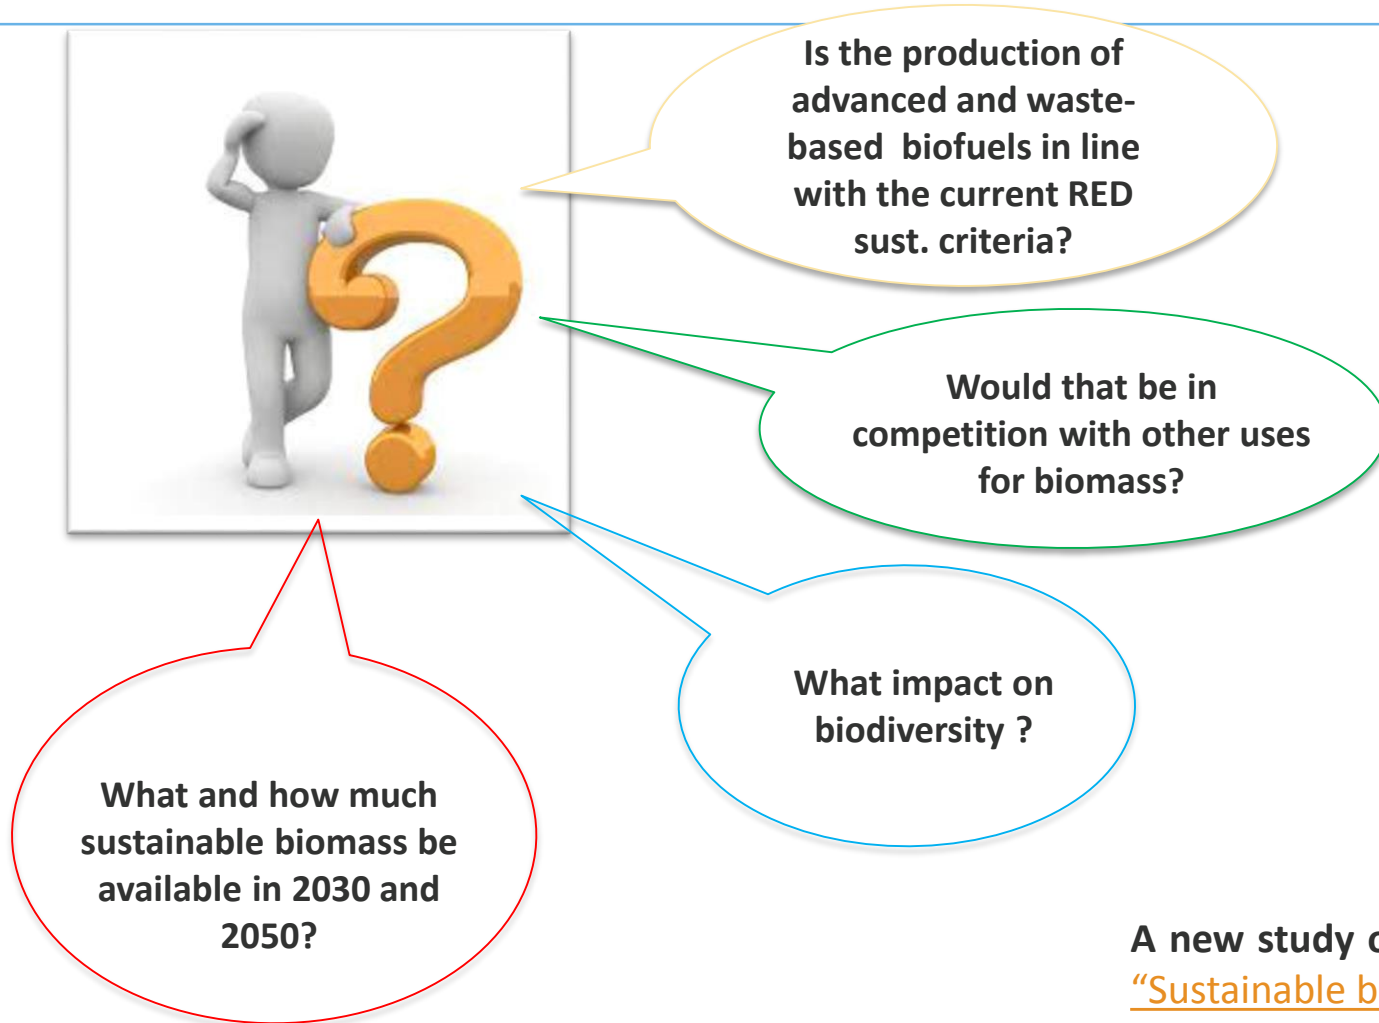 Is the production of
advanced and waste-
based  biofuels in line
with the current RED
sust. criteria?
Would that be in
competition with other uses
for biomass?
What impact on
biodiversity ?
What and how much
sustainable biomass be
available in 2030 and
2050?
A new study
“Sustainable